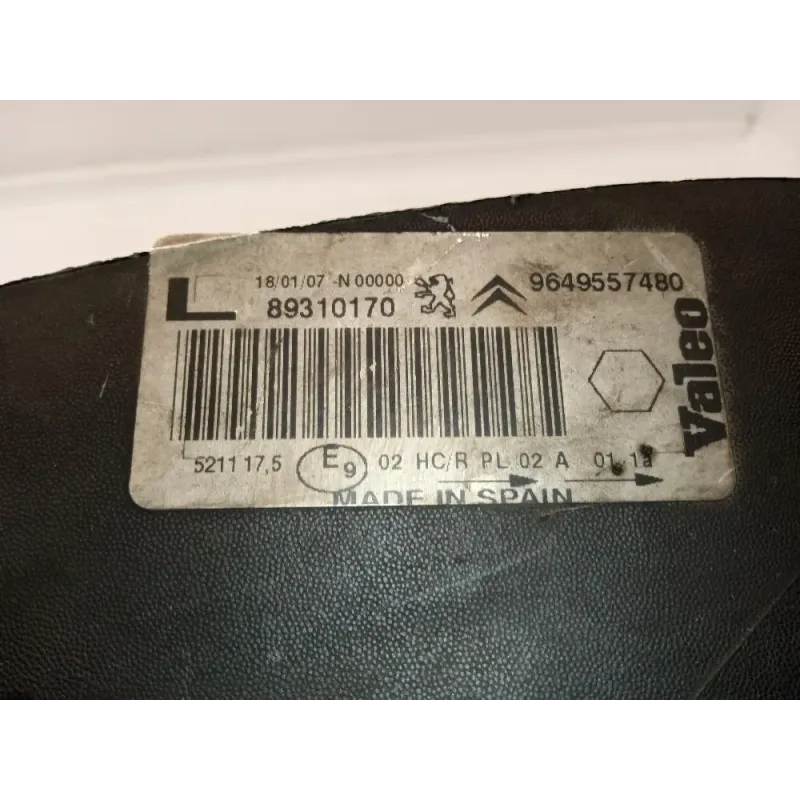 L 18/01/07 -N 00000
89310170
9649557480
Valeo
5211 17,5 E9 02 HC/R PL 02 A 01 1a
MADE IN SPAIN